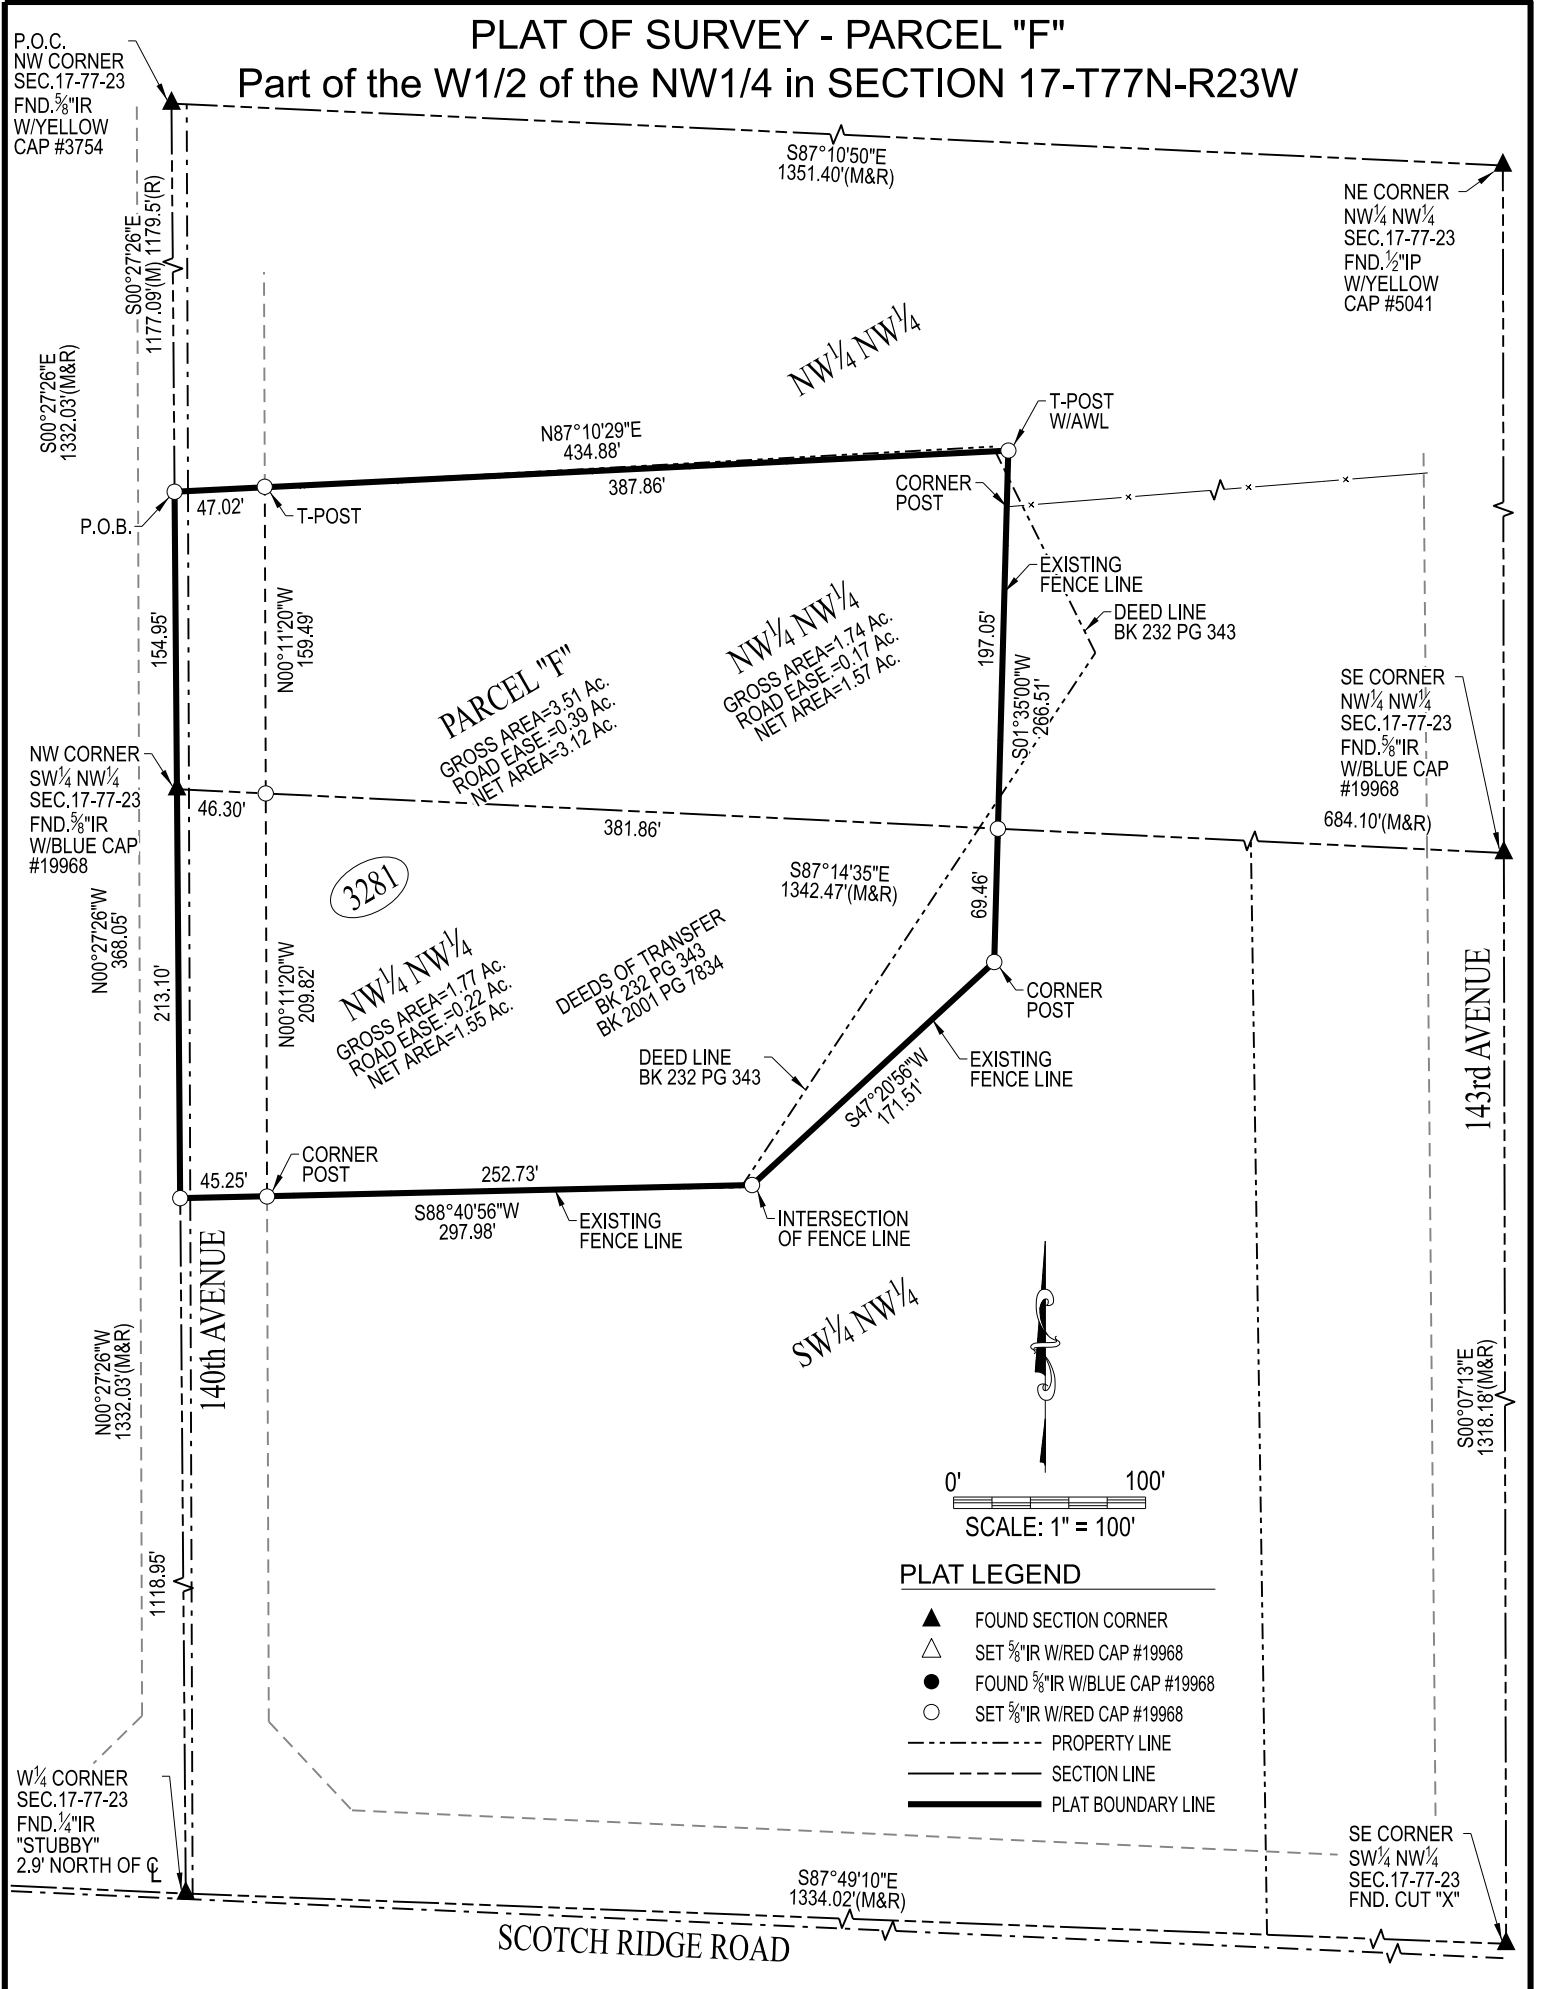 PLAT OF SURVEY - PARCEL "F"
Part of the W1/2 of the NW1/4 in SECTION 17-T77N-R23W
P.O.C.
NW CORNER
SEC.17-77-23
FND.⅝"IR
W/YELLOW
CAP #3754
S87°10'50"E
1351.40'(M&R)
NE CORNER
NW¼ NW¼
SEC.17-77-23
FND.½"IP
W/YELLOW
CAP #5041
S00°27'26"E
1177.09'(M) 1179.5'(R)
S00°27'26"E
1332.03'(M&R)
NW¼ NW¼
T-POST
W/AWL
N87°10'29"E
434.88'
387.86'
CORNER
POST
47.02'
T-POST
P.O.B.
EXISTING
FENCE LINE
DEED LINE
BK 232 PG 343
154.95'
N00°11'20"W
159.49'
197.05'
S01°35'00"W
266.51'
PARCEL "F"
GROSS AREA=3.51 Ac.
ROAD EASE.=0.39 Ac.
NET AREA=3.12 Ac.
NW¼ NW¼
GROSS AREA=1.74 Ac.
ROAD EASE.=0.17 Ac.
NET AREA=1.57 Ac.
SE CORNER
NW¼ NW¼
SEC.17-77-23
FND.⅝"IR
W/BLUE CAP
#19968
NW CORNER
SW¼ NW¼
SEC.17-77-23
FND.⅝"IR
W/BLUE CAP
#19968
46.30'
381.86'
684.10'(M&R)
S87°14'35"E
1342.47'(M&R)
3281
69.46'
N00°27'26"W
368.05'
213.10'
N00°11'20"W
209.82'
NW¼ NW¼
GROSS AREA=1.77 Ac.
ROAD EASE.=0.22 Ac.
NET AREA=1.55 Ac.
DEEDS OF TRANSFER
BK 232 PG 343
BK 2001 PG 7834
CORNER
POST
143rd AVENUE
DEED LINE
BK 232 PG 343
EXISTING
FENCE LINE
S47°20'56"W
171.51'
CORNER
POST
45.25'
252.73'
S88°40'56"W
297.98'
EXISTING
FENCE LINE
INTERSECTION
OF FENCE LINE
140th AVENUE
SW¼ NW¼
N00°27'26"W
1332.03'(M&R)
S00°07'13"E
1318.18'(M&R)
0' 100'
SCALE: 1" = 100'
1118.95'
PLAT LEGEND
FOUND SECTION CORNER
SET ⅝"IR W/RED CAP #19968
FOUND ⅝"IR W/BLUE CAP #19968
SET ⅝"IR W/RED CAP #19968
PROPERTY LINE
SECTION LINE
PLAT BOUNDARY LINE
W¼ CORNER
SEC.17-77-23
FND.¼"IR
"STUBBY"
2.9' NORTH OF ℄
SE CORNER
SW¼ NW¼
SEC.17-77-23
FND. CUT "X"
S87°49'10"E
1334.02'(M&R)
SCOTCH RIDGE ROAD